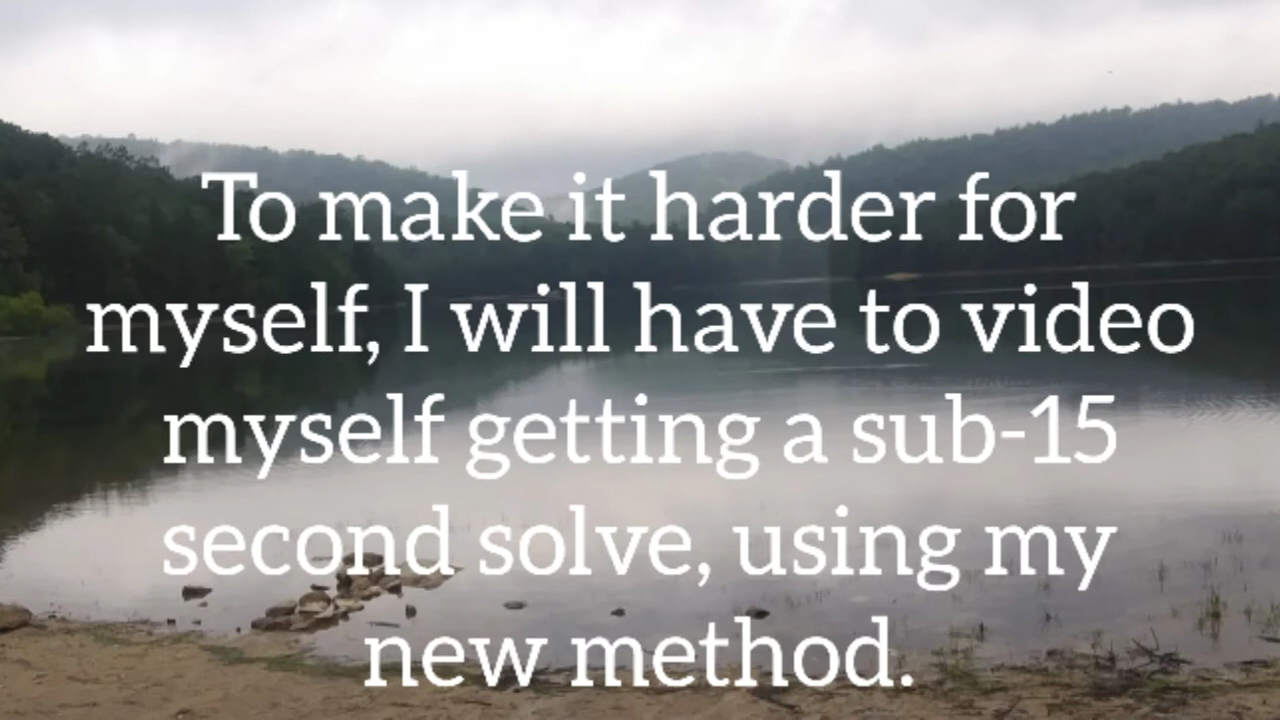 To make it harder for
myself, I will have to video
myself getting a sub-15
second solve, using my
new method.